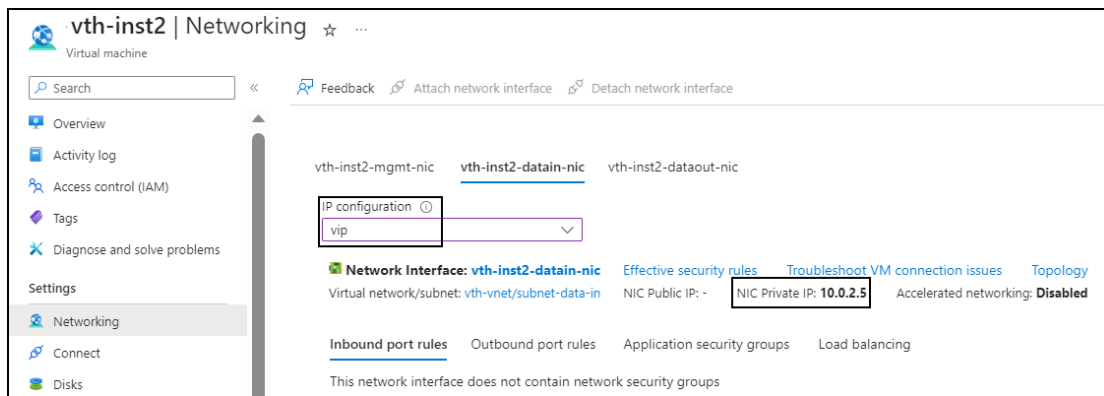 vth-inst2 | Networking ☆ ...
Virtual machine
Search
«
Feedback Attach network interface Detach network interface
Overview
Activity log
Access control (IAM)
Tags
Diagnose and solve problems
Settings
Networking
Connect
Disks
vth-inst2-mgmt-nic vth-inst2-datain-nic vth-inst2-dataout-nic
IP configuration
vip
Network Interface: vth-inst2-datain-nic Effective security rules Troubleshoot VM connection issues Topology
Virtual network/subnet: vth-vnet/subnet-data-in NIC Public IP: - NIC Private IP: 10.0.2.5 Accelerated networking: Disabled
Inbound port rules Outbound port rules Application security groups Load balancing
This network interface does not contain network security groups